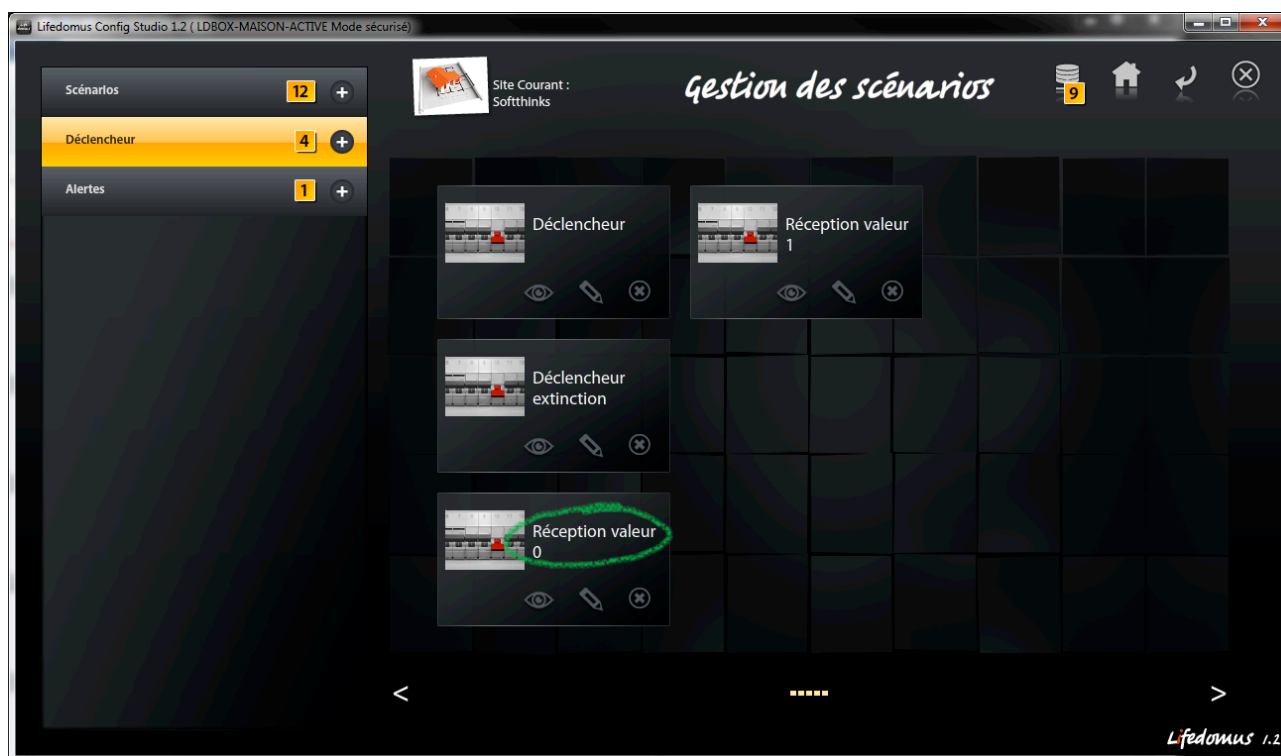 Lifedomus Config Studio 1.2 ( LDBOX-MAISON-ACTIVE Mode sécurisé)
Scénarios
12
Déclencheur
4
Alertes
1
Site Courant :
Softthinks
Gestion des scénarios
9
Déclencheur
Réception valeur
1
Déclencheur
extinction
Réception valeur
0
<
>
Lifedomus 1.2